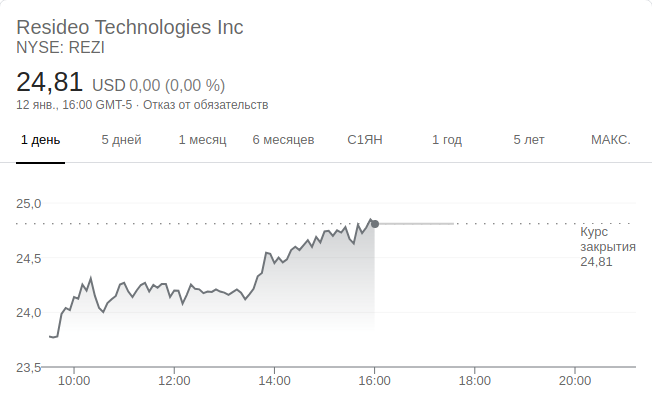 Resideo Technologies Inc
NYSE: REZI
24,81 USD 0,00 (0,00 %)
12 янв., 16:00 GMT-5 · Отказ от обязательств
1 день 5 дней 1 месяц 6 месяцев С1ЯН 1 год 5 лет МАКС.
25,0
24,5
24,0
23,5
Курс
закрытия
24,81
10:00 12:00 14:00 16:00 18:00 20:00